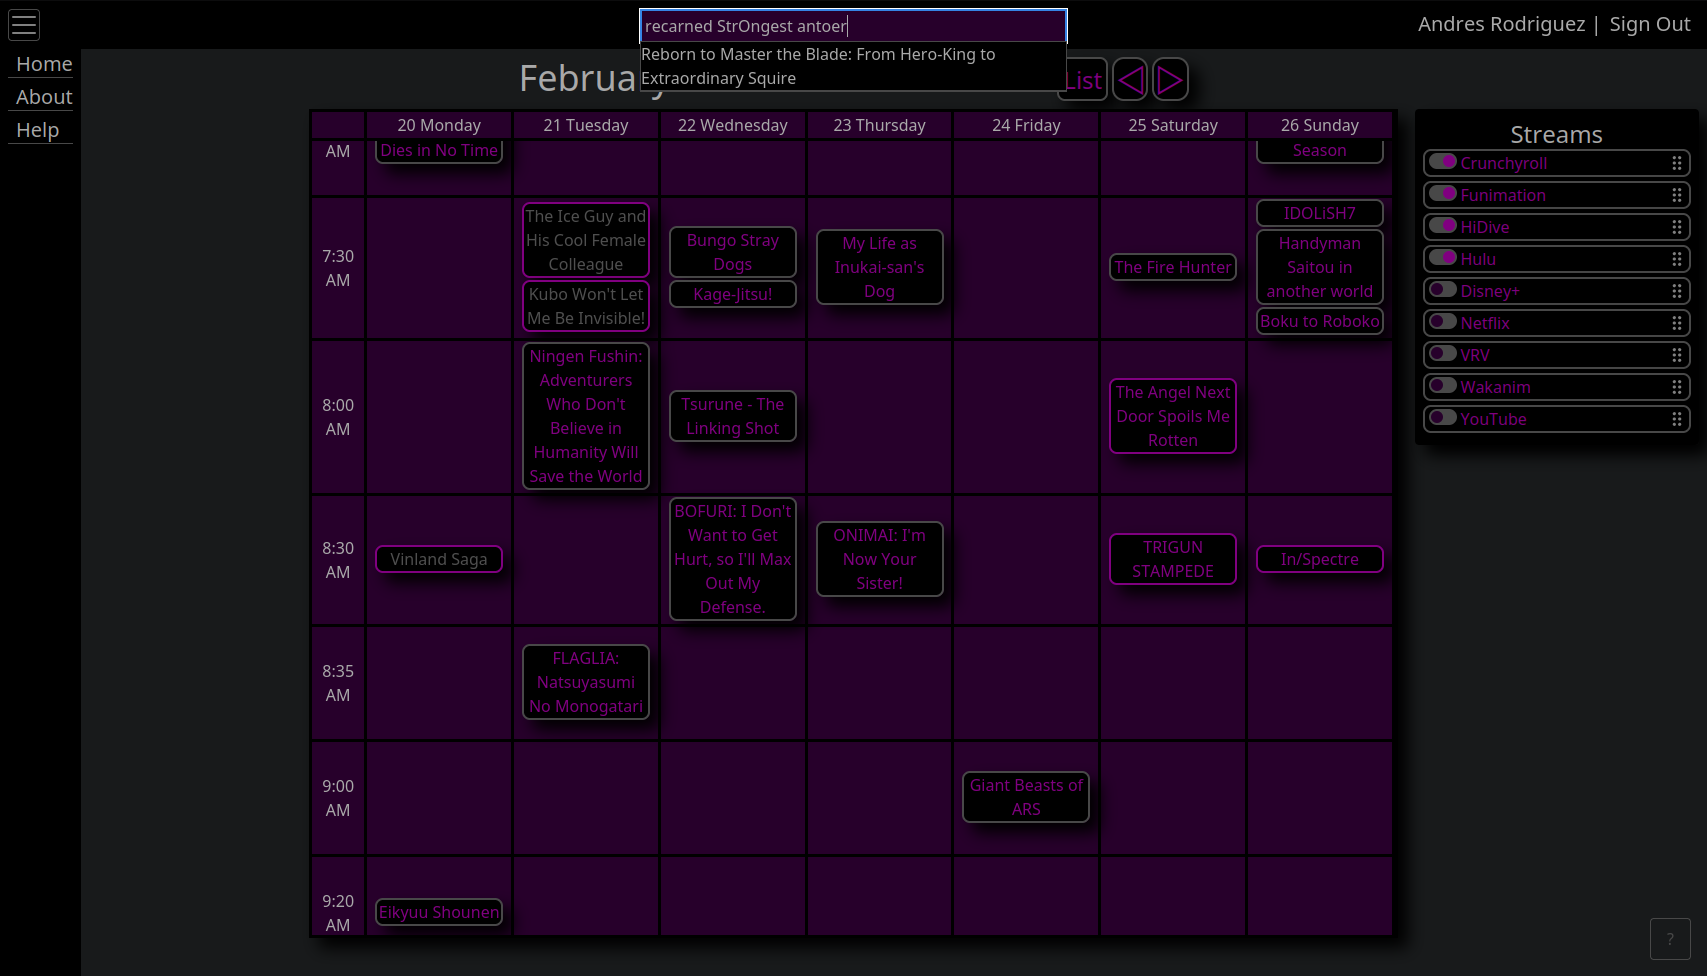 recarned StrOngest antoer
Andres Rodriguez | Sign Out
Reborn to Master the Blade: From Hero-King to
Extraordinary Squire
Home
About
Help
February
List
20 Monday
21 Tuesday
22 Wednesday
23 Thursday
24 Friday
25 Saturday
26 Sunday
AM
Dies in No Time
Season
7:30
AM
The Ice Guy and
His Cool Female
Colleague
Kubo Won't Let
Me Be Invisible!
Bungo Stray
Dogs
Kage-Jitsu!
My Life as
Inukai-san's
Dog
The Fire Hunter
IDOLiSH7
Handyman
Saitou in
another world
Boku to Roboko
8:00
AM
Ningen Fushin:
Adventurers
Who Don't
Believe in
Humanity Will
Save the World
Tsurune - The
Linking Shot
The Angel Next
Door Spoils Me
Rotten
8:30
AM
Vinland Saga
BOFURI: I Don't
Want to Get
Hurt, so I'll Max
Out My
Defense.
ONIMAI: I'm
Now Your
Sister!
TRIGUN
STAMPEDE
In/Spectre
8:35
AM
FLAGLIA:
Natsuyasumi
No Monogatari
9:00
AM
Giant Beasts of
ARS
9:20
AM
Eikyuu Shounen
Streams
Crunchyroll
Funimation
HiDive
Hulu
Disney+
Netflix
VRV
Wakanim
YouTube
?